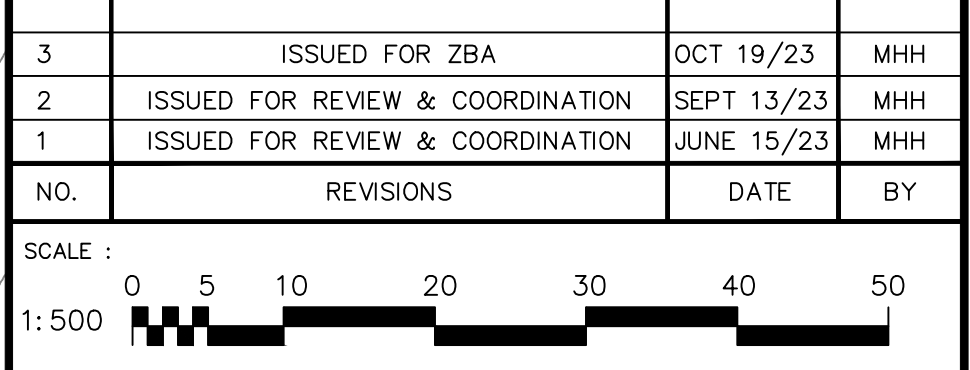 3 ISSUED FOR ZBA OCT 19/23 MHH
2 ISSUED FOR REVIEW & COORDINATION SEPT 13/23 MHH
1 ISSUED FOR REVIEW & COORDINATION JUNE 15/23 MHH
NO. REVISIONS DATE BY
SCALE :
0 5 10 20 30 40 50
1:500